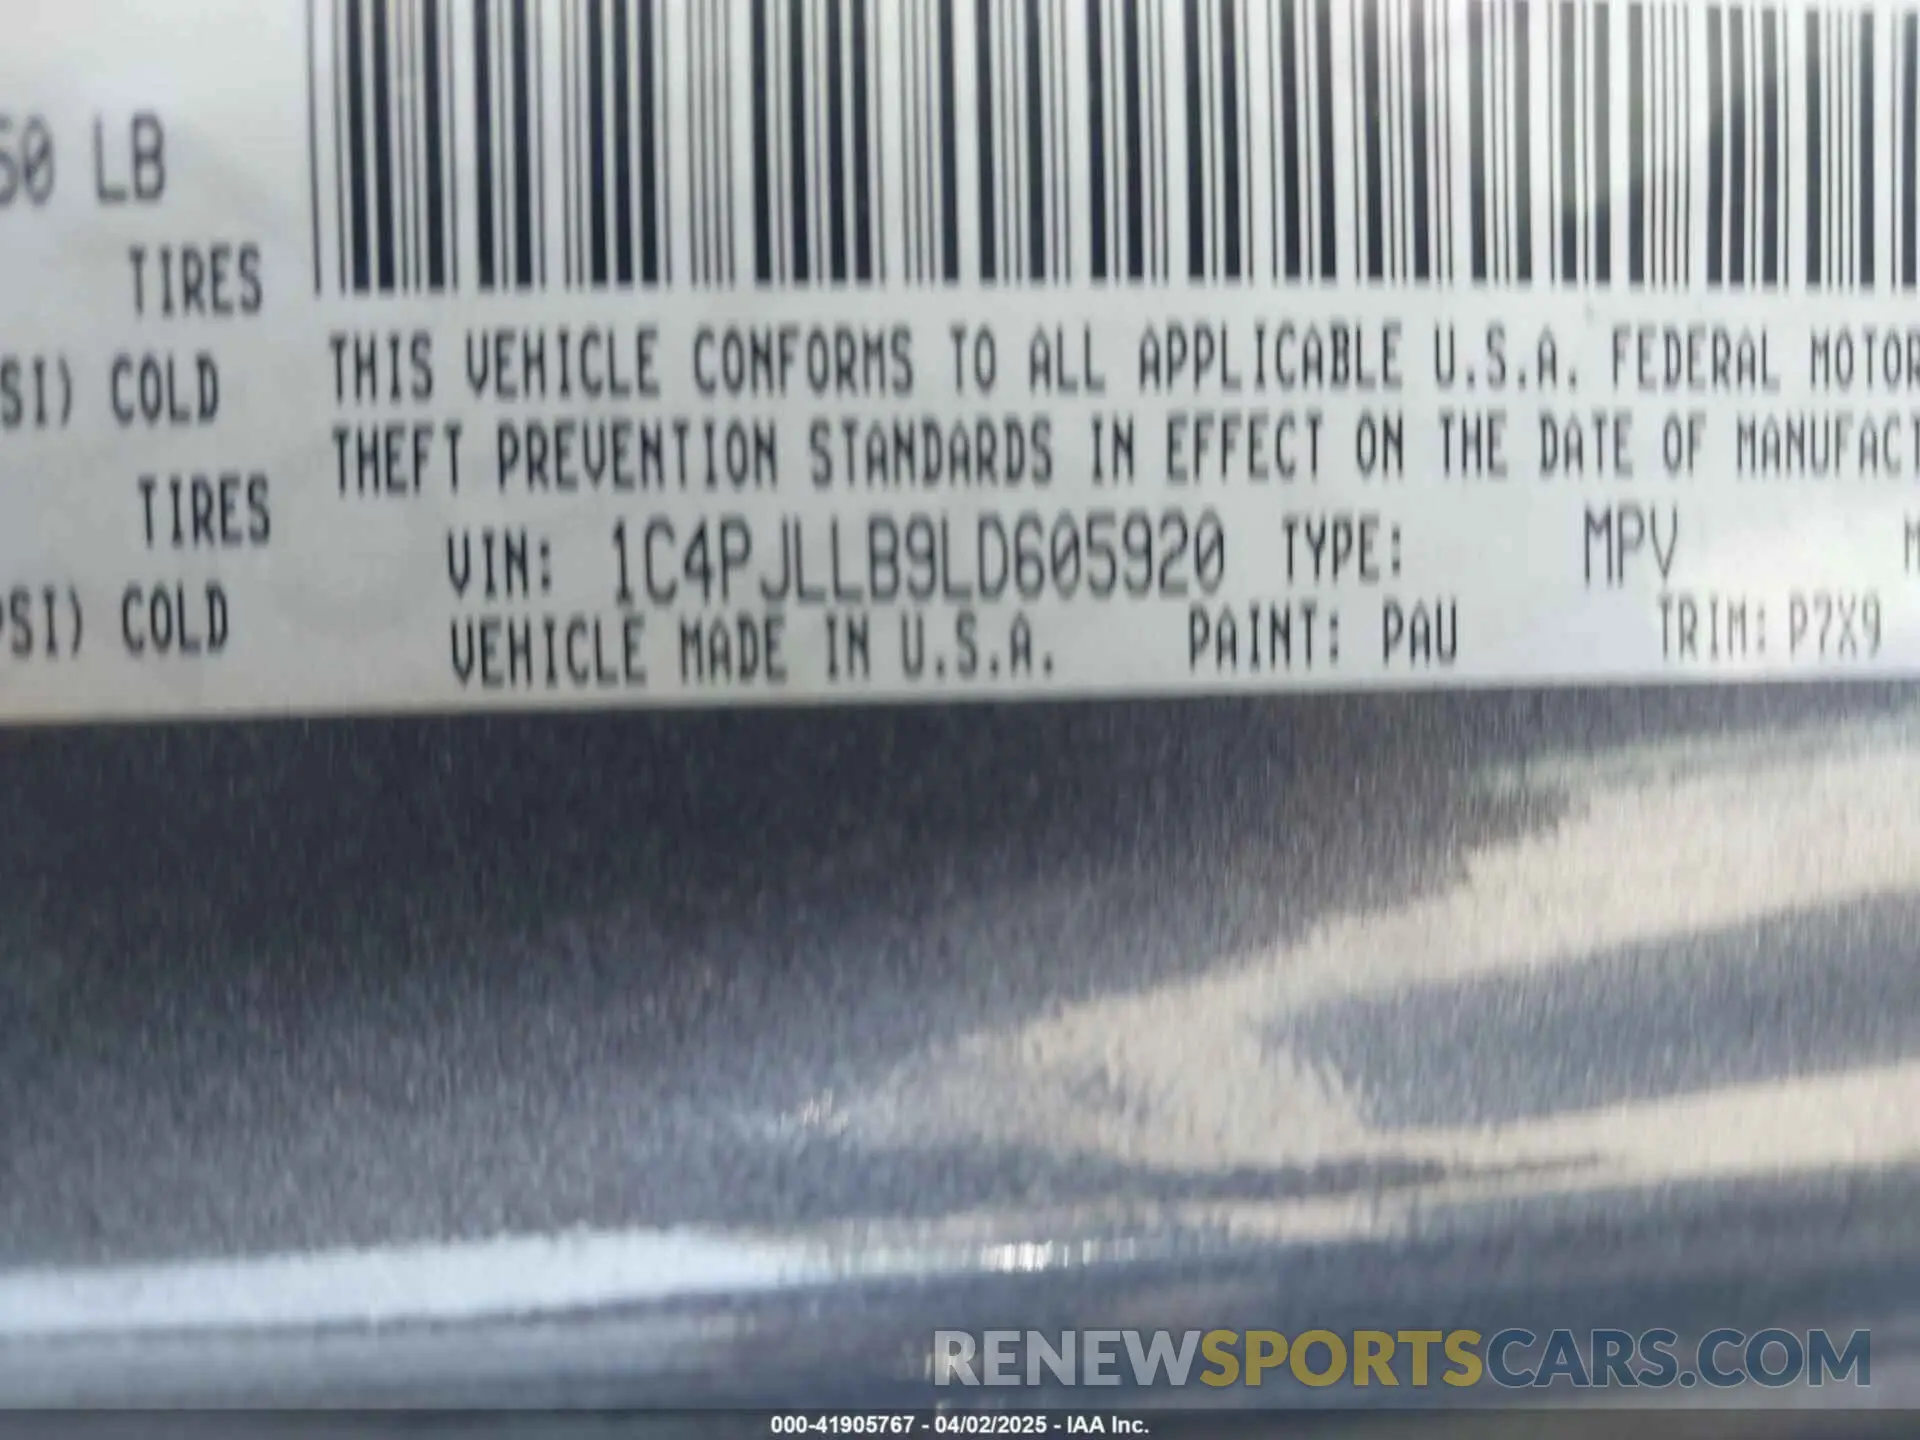 50 LB
TIRES
SI) COLD
TIRES
PSI) COLD
THIS VEHICLE CONFORMS TO ALL APPLICABLE U.S.A. FEDERAL MOTOR
THEFT PREVENTION STANDARDS IN EFFECT ON THE DATE OF MANUFACT
VIN: 1C4PJLLB9LD605920 TYPE: MPV
VEHICLE MADE IN U.S.A. PAINT: PAU TRIM: P7X9
RENEWSPORTSCARS.COM
000-41905767 - 04/02/2025 - IAA Inc.